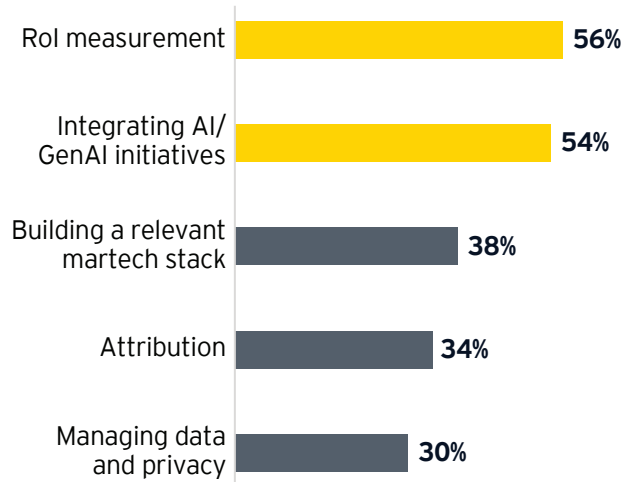 RoI measurement
56%
Integrating AI/
GenAI initiatives
54%
Building a relevant
martech stack
38%
Attribution
34%
Managing data
and privacy
30%